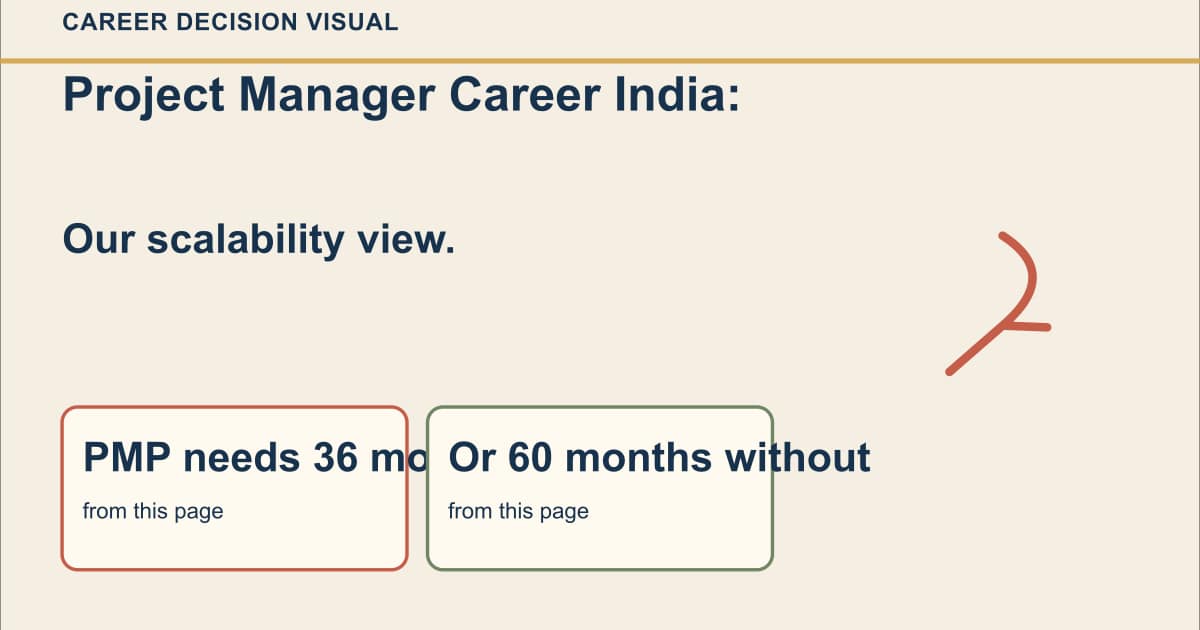 CAREER DECISION VISUAL
Project Manager Career India:
Our scalability view.
PMP needs 36 mo
Or 60 months without
from this page
from this page